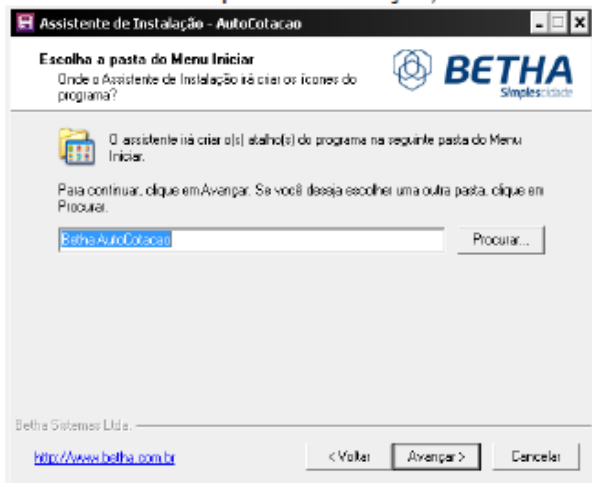 Assistente de Instalação - AutoCotacao
Escolha a pasta do Menu Iniciar
Onde o Assistente de Instalação irá criar os ícones do
programa?
BETHA
Simplescidade
O assistente irá criar o(s) atalho(s) do programa na seguinte pasta do Menu
Iniciar.
Para continuar, clique em Avançar. Se você deseja escolher uma outra pasta, clique em
Procurar.
Betha AutoCotacao
Procurar...
Betha Sistemas Ltda.
http://www.betha.com.br
< Voltar
Avançar >
Cancelar